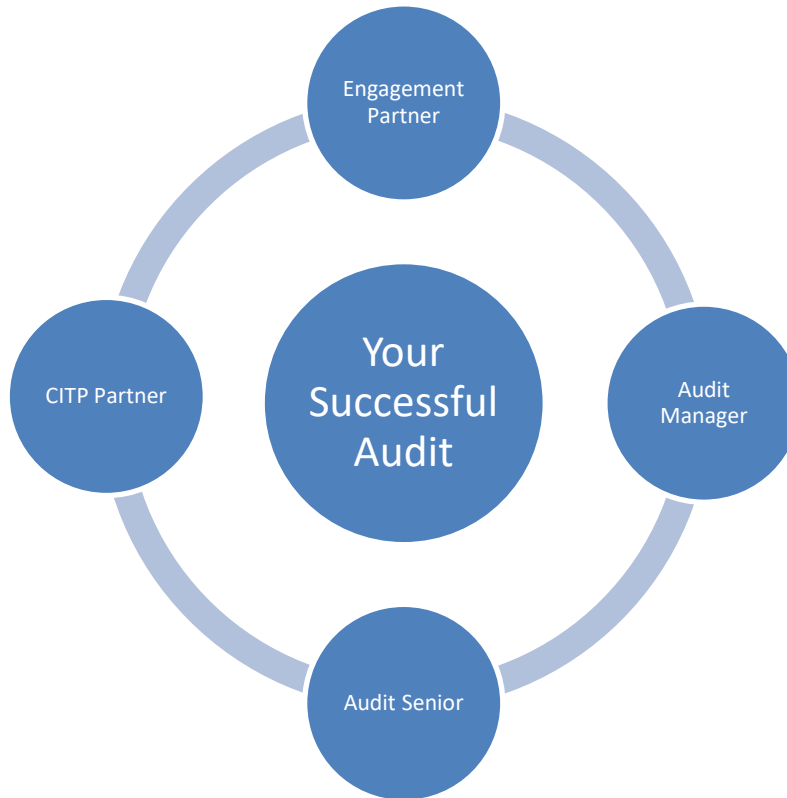 Engagement
Partner
Your
Successful
Audit
CITP Partner
Audit
Manager
Audit Senior